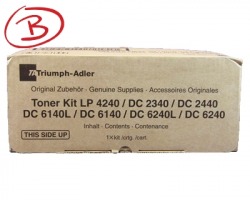 B
TA Triumph-Adler
Original Zubehör · Genuine Supplies · Accessoires Originales
Toner Kit LP 4240 / DC 2340 / DC 2440
DC 6140L / DC 6140 / DC 6240L / DC 6240
THIS SIDE UP
Inhalt · Contents · Contenance